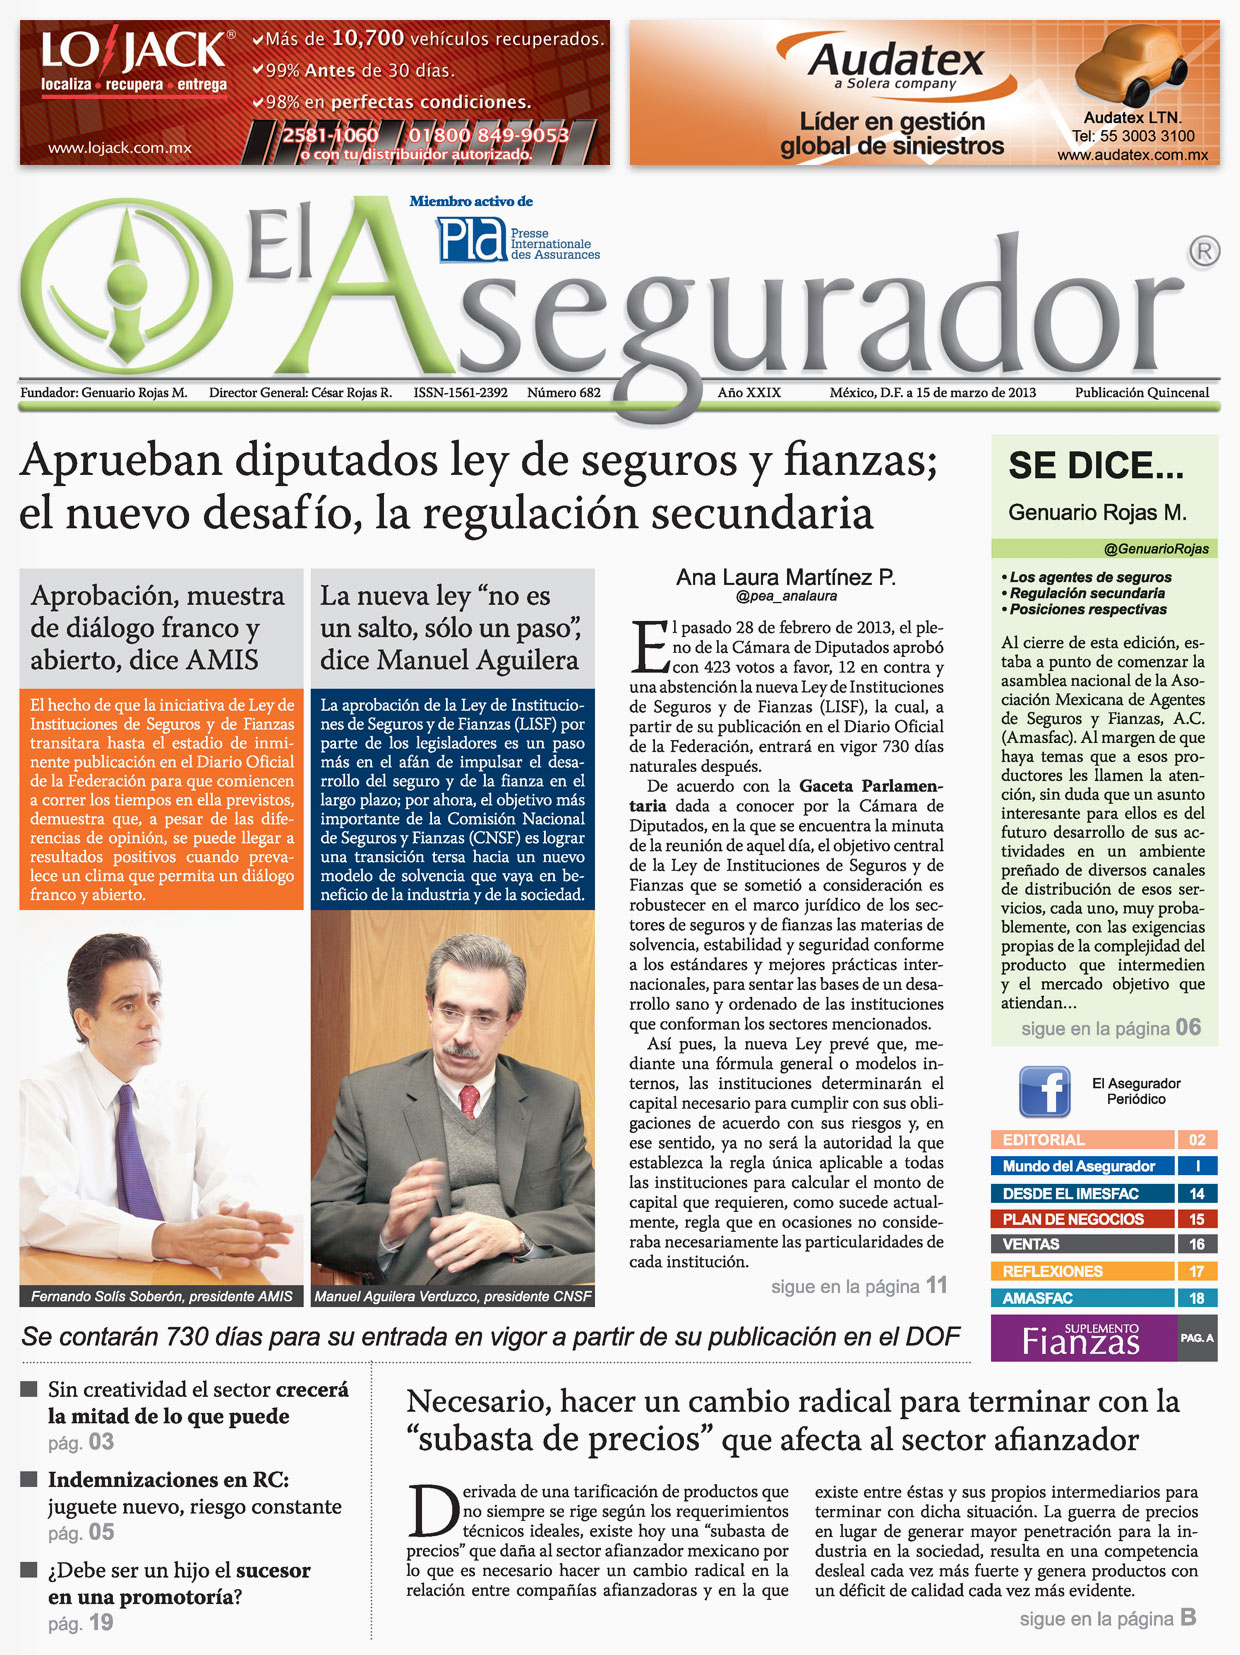 LO JACK®
localiza • recupera • entrega
www.lojack.com.mx
✓Más de 10,700 vehículos recuperados.
✓99% Antes de 30 días.
✓98% en perfectas condiciones.
2581-1060 01800 849-9053
o con tu distribuidor autorizado.
Audatex
a Solera company
Líder en gestión
global de siniestros
Audatex LTN.
Tel: 55 3003 3100
www.audatex.com.mx
Miembro activo de
PIA
Presse
Internationale
des Assurances
El Asegurador®
Fundador: Genuario Rojas M. Director General: César Rojas R. ISSN-1561-2392 Número 682 Año XXIX México, D.F. a 15 de marzo de 2013 Publicación Quincenal
Aprueban diputados ley de seguros y fianzas;
el nuevo desafío, la regulación secundaria
Aprobación, muestra
de diálogo franco y
abierto, dice AMIS
El hecho de que la iniciativa de Ley de
Instituciones de Seguros y de Fianzas
transitara hasta el estadio de inmi-
nente publicación en el Diario Oficial
de la Federación para que comiencen
a correr los tiempos en ella previstos,
demuestra que, a pesar de las dife-
rencias de opinión, se puede llegar a
resultados positivos cuando preva-
lece un clima que permita un diálogo
franco y abierto.
Fernando Solís Soberón, presidente AMIS
La nueva ley “no es
un salto, sólo un paso”,
dice Manuel Aguilera
La aprobación de la Ley de Institucio-
nes de Seguros y de Fianzas (LISF) por
parte de los legisladores es un paso
más en el afán de impulsar el desa-
rrollo del seguro y de la fianza en el
largo plazo; por ahora, el objetivo más
importante de la Comisión Nacional
de Seguros y Fianzas (CNSF) es lograr
una transición tersa hacia un nuevo
modelo de solvencia que vaya en be-
neficio de la industria y de la sociedad.
Manuel Aguilera Verduzco, presidente CNSF
Ana Laura Martínez P.
@pea_analaura
El pasado 28 de febrero de 2013, el ple-
no de la Cámara de Diputados aprobó
con 423 votos a favor, 12 en contra y
una abstención la nueva Ley de Instituciones
de Seguros y de Fianzas (LISF), la cual, a
partir de su publicación en el Diario Oficial
de la Federación, entrará en vigor 730 días
naturales después.
De acuerdo con la Gaceta Parlamen-
taria dada a conocer por la Cámara de
Diputados, en la que se encuentra la minuta
de la reunión de aquel día, el objetivo central
de la Ley de Instituciones de Seguros y de
Fianzas que se sometió a consideración es
robustecer en el marco jurídico de los sec-
tores de seguros y de fianzas las materias de
solvencia, estabilidad y seguridad conforme
a los estándares y mejores prácticas inter-
nacionales, para sentar las bases de un desa-
rrollo sano y ordenado de las instituciones
que conforman los sectores mencionados.
Así pues, la nueva Ley prevé que, me-
diante una fórmula general o modelos in-
ternos, las instituciones determinarán el
capital necesario para cumplir con sus obli-
gaciones de acuerdo con sus riesgos y, en
ese sentido, ya no será la autoridad la que
establezca la regla única aplicable a todas
las instituciones para calcular el monto de
capital que requieren, como sucede actual-
mente, regla que en ocasiones no conside-
raba necesariamente las particularidades de
cada institución.
sigue en la página 11
SE DICE...
Genuario Rojas M.
@GenuarioRojas
• Los agentes de seguros
• Regulación secundaria
• Posiciones respectivas
Al cierre de esta edición, es-
taba a punto de comenzar la
asamblea nacional de la Aso-
ciación Mexicana de Agentes
de Seguros y Fianzas, A.C.
(Amasfac). Al margen de que
haya temas que a esos pro-
ductores les llamen la aten-
ción, sin duda que un asunto
interesante para ellos es del
futuro desarrollo de sus ac-
tividades en un ambiente
preñado de diversos canales
de distribución de esos ser-
vicios, cada uno, muy proba-
blemente, con las exigencias
propias de la complejidad del
producto que intermedien
y el mercado objetivo que
atiendan...
sigue en la página 06
f
El Asegurador
Periódico
EDITORIAL 02
Mundo del Asegurador I
DESDE EL IMESFAC 14
PLAN DE NEGOCIOS 15
VENTAS 16
REFLEXIONES 17
AMASFAC 18
SUPLEMENTO
Fianzas PAG. A
Se contarán 730 días para su entrada en vigor a partir de su publicación en el DOF
Sin creatividad el sector crecerá
la mitad de lo que puede
pág. 03
Indemnizaciones en RC:
juguete nuevo, riesgo constante
pág. 05
¿Debe ser un hijo el sucesor
en una promotoría?
pág. 19
Necesario, hacer un cambio radical para terminar con la
“subasta de precios” que afecta al sector afianzador
Derivada de una tarificación de productos que
no siempre se rige según los requerimientos
técnicos ideales, existe hoy una “subasta de
precios” que daña al sector afianzador mexicano por
lo que es necesario hacer un cambio radical en la
relación entre compañías afianzadoras y en la que
existe entre éstas y sus propios intermediarios para
terminar con dicha situación. La guerra de precios
en lugar de generar mayor penetración para la in-
dustria en la sociedad, resulta en una competencia
desleal cada vez más fuerte y genera productos con
un déficit de calidad cada vez más evidente.
sigue en la página B